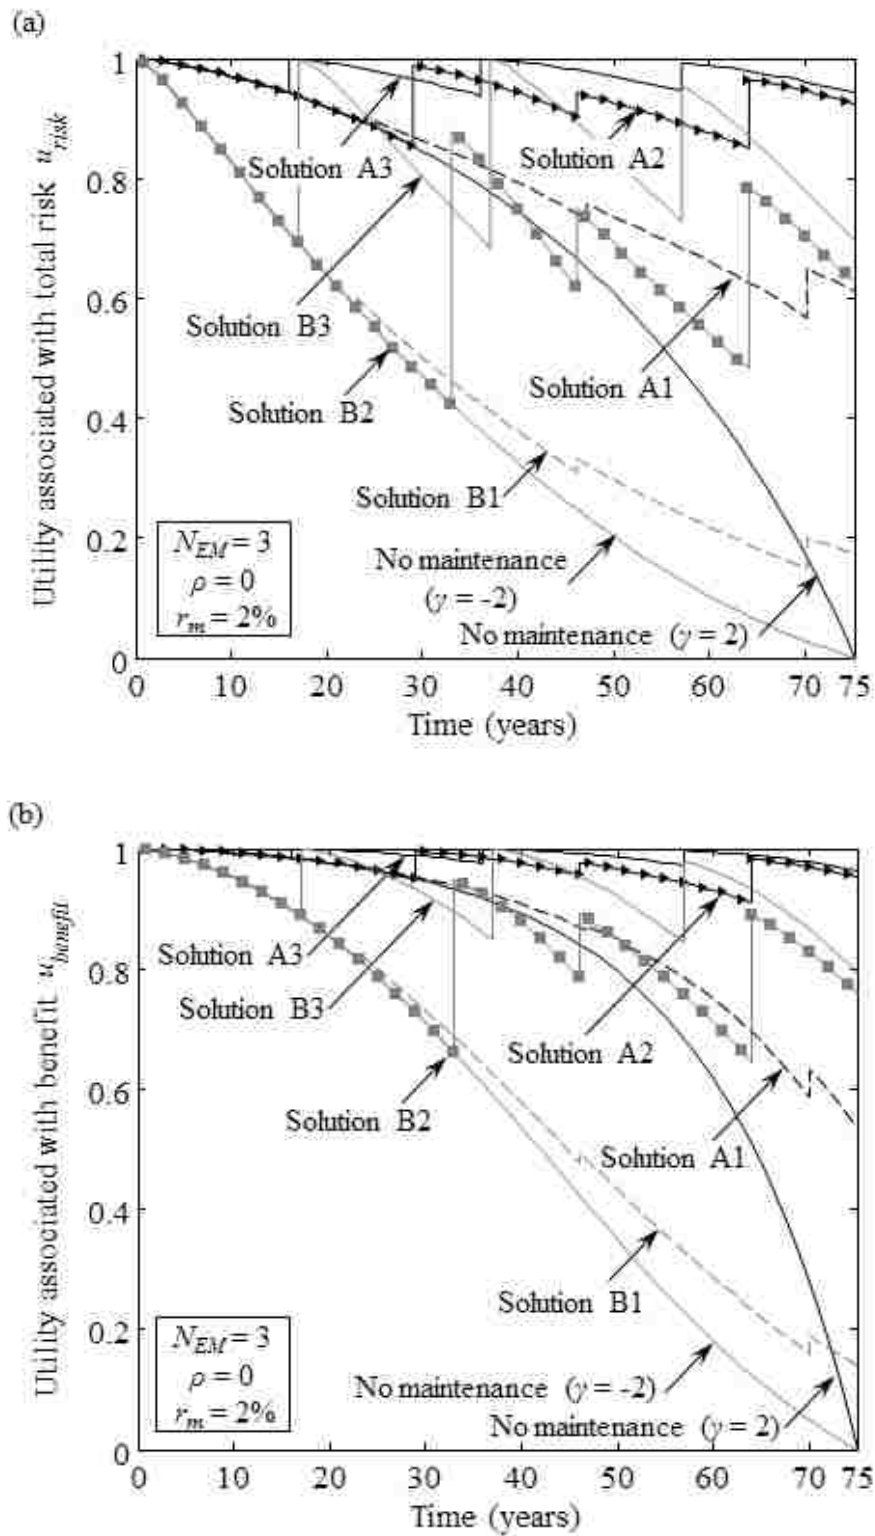 (a)
Utility associated with total risk u_risk
1
0.8
0.6
0.4
0.2
0
Solution A3
Solution A2
Solution B3
Solution B2
Solution A1
Solution B1
No maintenance
(γ = -2)
No maintenance (γ = 2)
N_EM = 3
ρ = 0
r_m = 2%
0 10 20 30 40 50 60 70 75
Time (years)
(b)
Utility associated with benefit u_benefit
1
0.8
0.6
0.4
0.2
0
Solution A3
Solution B3
Solution A2
Solution B2
Solution A1
Solution B1
No maintenance (γ = -2)
No maintenance (γ = 2)
N_EM = 3
ρ = 0
r_m = 2%
0 10 20 30 40 50 60 70 75
Time (years)